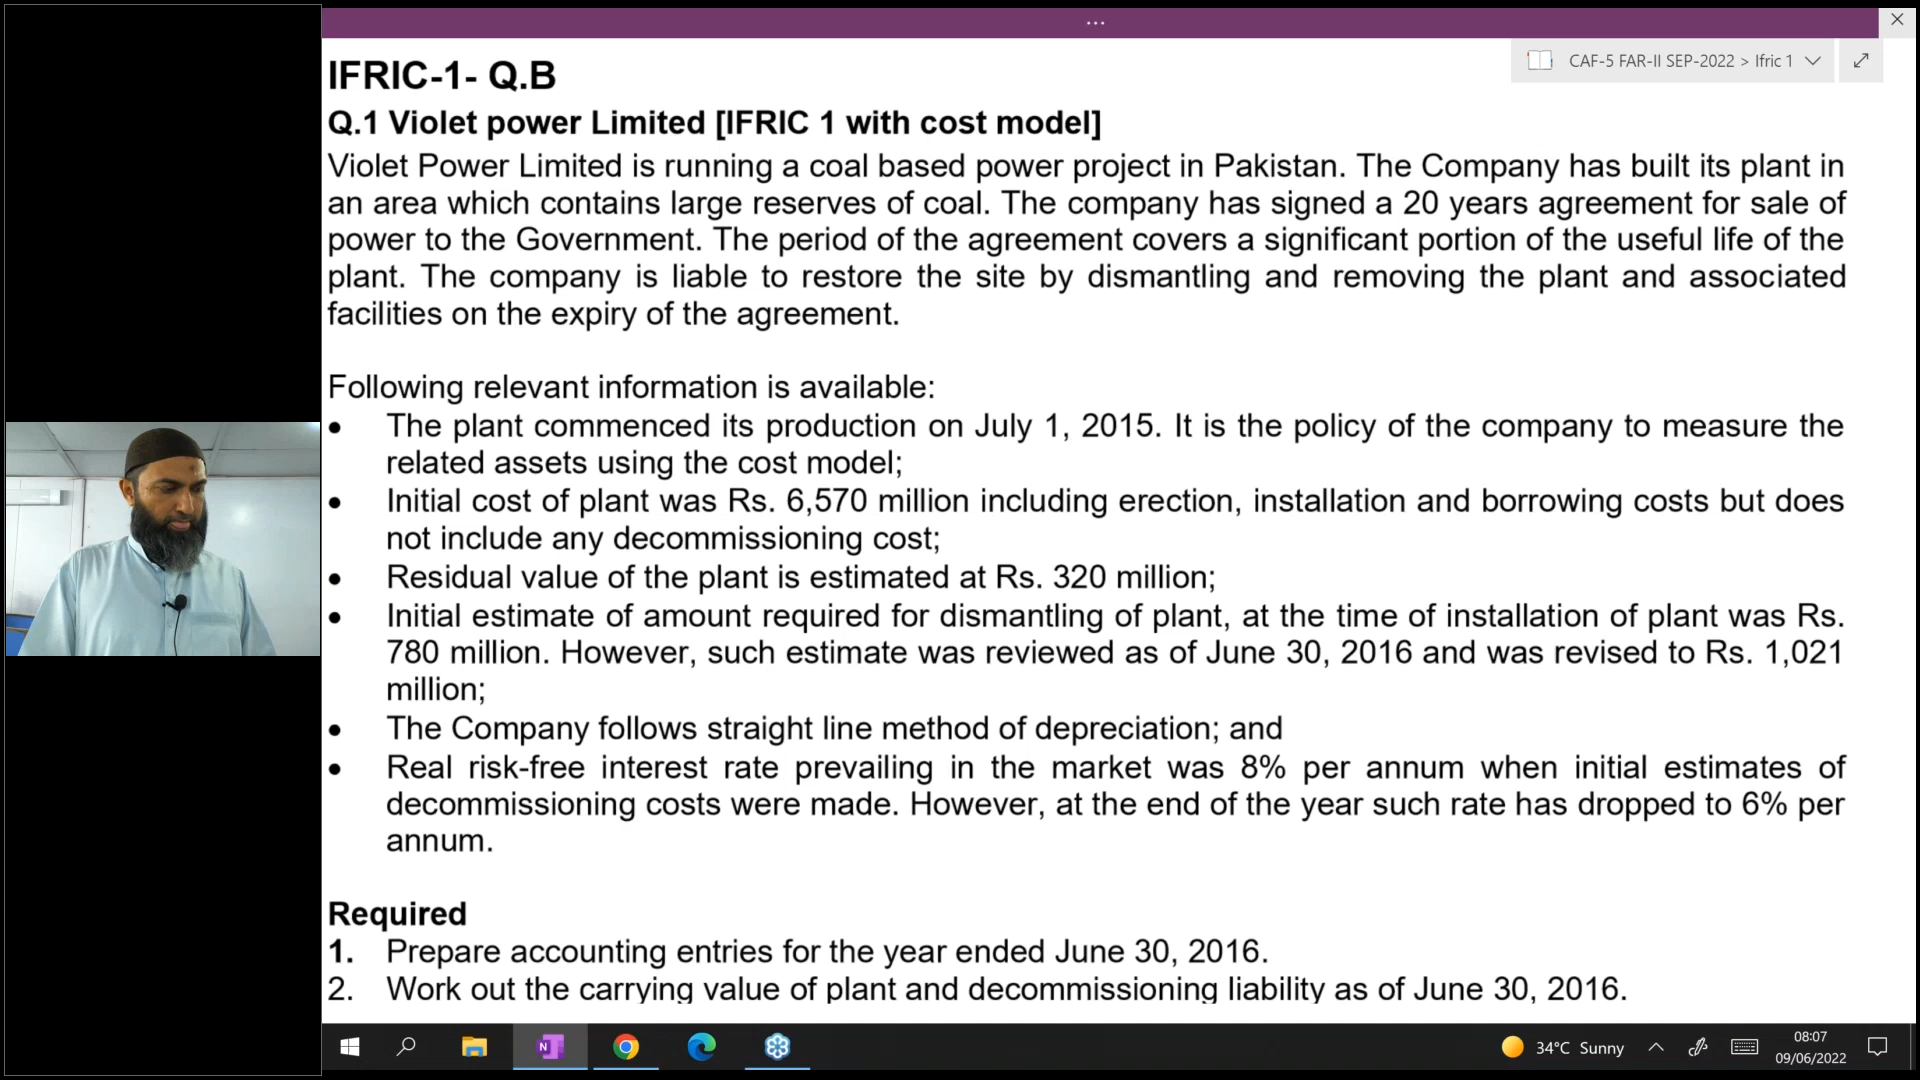 ...
CAF-5 FAR-II SEP-2022 > Ifric 1
IFRIC-1- Q.B
Q.1 Violet power Limited [IFRIC 1 with cost model]
Violet Power Limited is running a coal based power project in Pakistan. The Company has built its plant in
an area which contains large reserves of coal. The company has signed a 20 years agreement for sale of
power to the Government. The period of the agreement covers a significant portion of the useful life of the
plant. The company is liable to restore the site by dismantling and removing the plant and associated
facilities on the expiry of the agreement.
Following relevant information is available:
• The plant commenced its production on July 1, 2015. It is the policy of the company to measure the
related assets using the cost model;
• Initial cost of plant was Rs. 6,570 million including erection, installation and borrowing costs but does
not include any decommissioning cost;
• Residual value of the plant is estimated at Rs. 320 million;
• Initial estimate of amount required for dismantling of plant, at the time of installation of plant was Rs.
780 million. However, such estimate was reviewed as of June 30, 2016 and was revised to Rs. 1,021
million;
• The Company follows straight line method of depreciation; and
• Real risk-free interest rate prevailing in the market was 8% per annum when initial estimates of
decommissioning costs were made. However, at the end of the year such rate has dropped to 6% per
annum.
Required
1. Prepare accounting entries for the year ended June 30, 2016.
2. Work out the carrying value of plant and decommissioning liability as of June 30, 2016.
N
34°C Sunny
08:07
09/06/2022